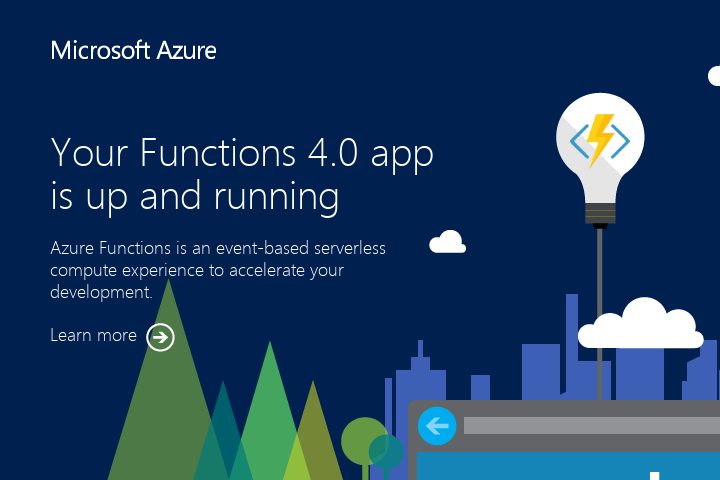 Microsoft Azure
Your Functions 4.0 app
is up and running
Azure Functions is an event-based serverless
compute experience to accelerate your
development.
Learn more